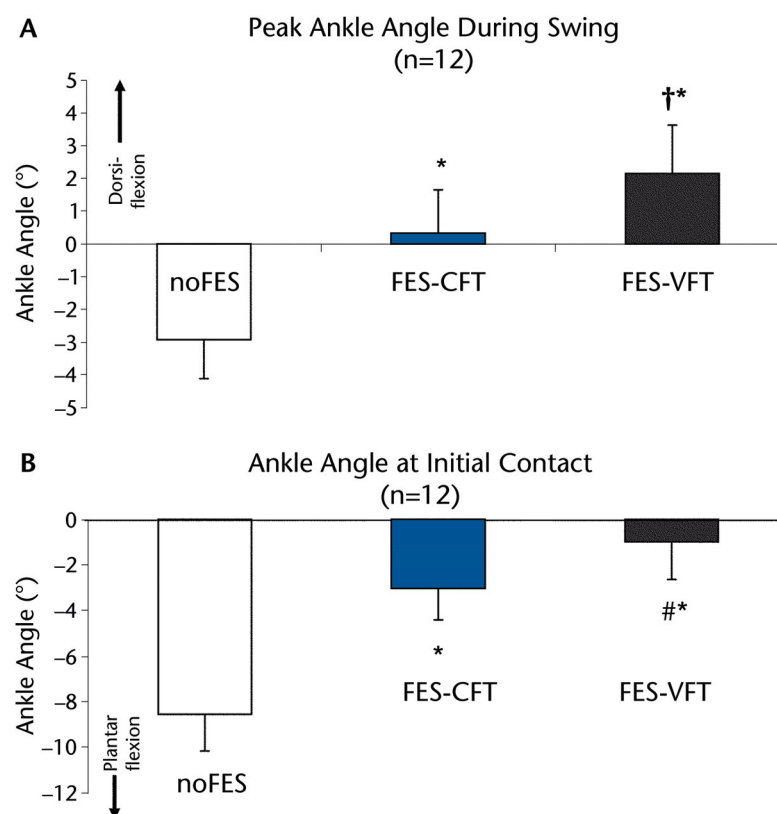 A
Peak Ankle Angle During Swing
(n=12)
5
4
3
2
1
0
–1
–2
–3
–4
–5
Ankle Angle (°)
Dorsi-
flexion
†*
*
noFES
FES-CFT
FES-VFT
B
Ankle Angle at Initial Contact
(n=12)
0
–2
–4
–6
–8
–10
–12
Ankle Angle (°)
Plantar
flexion
#*
*
FES-CFT
FES-VFT
noFES